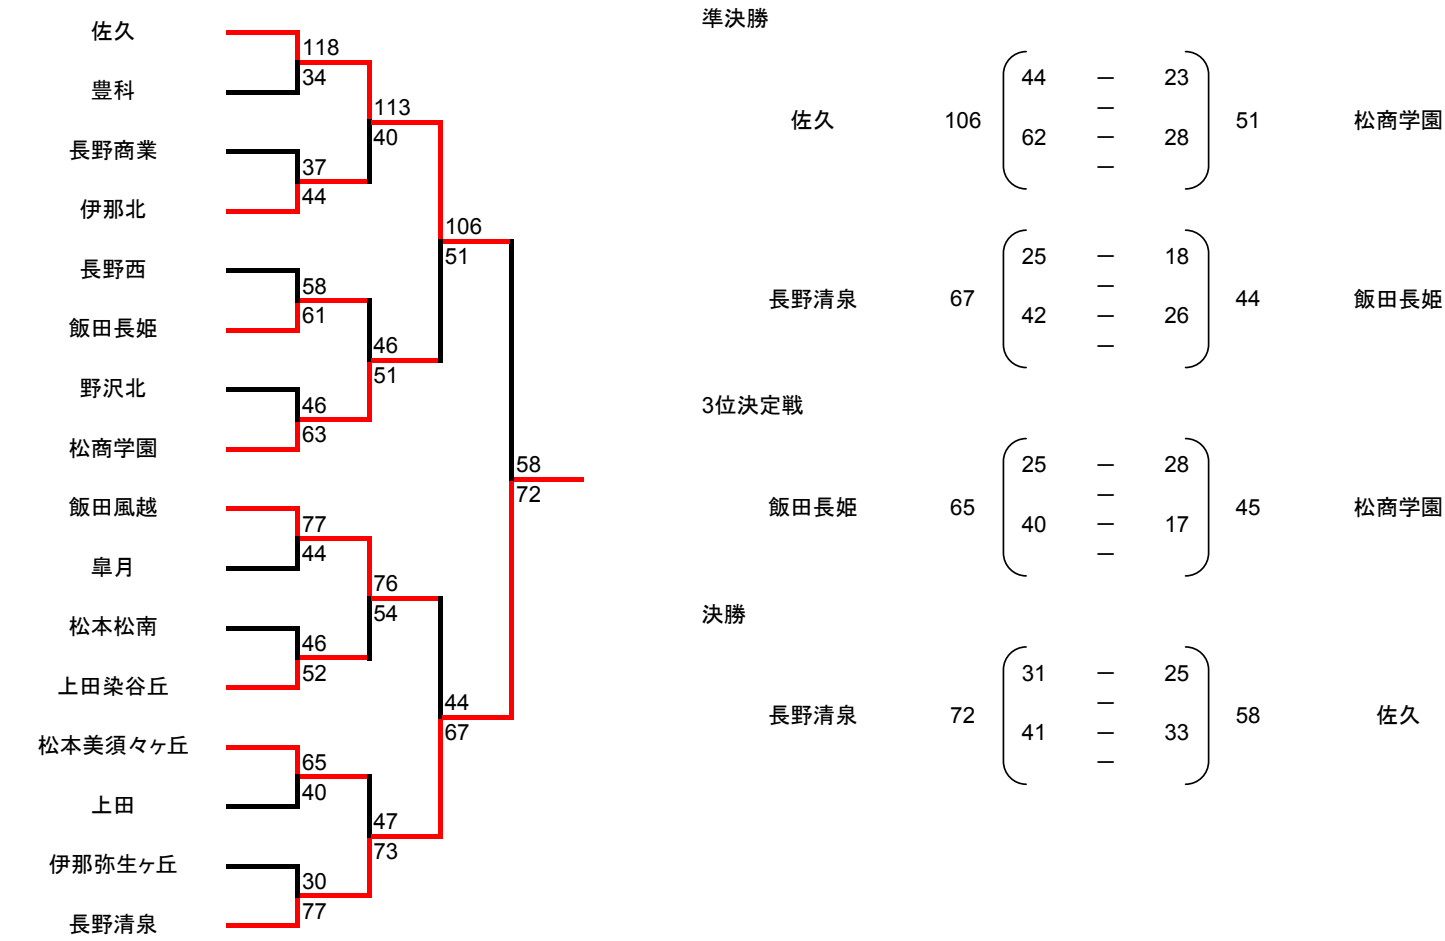 佐久
118
34
豊科
113
40
長野商業
37
44
伊那北
106
51
長野西
58
61
飯田長姫
46
51
野沢北
46
63
松商学園
58
72
飯田風越
77
44
皐月
76
54
松本松南
46
52
上田染谷丘
44
67
松本美須々ヶ丘
65
40
上田
47
73
伊那弥生ヶ丘
30
77
長野清泉
準決勝
44 － 23
－
佐久 106 51 松商学園
62 － 28
－
25 － 18
－
長野清泉 67 44 飯田長姫
42 － 26
－
3位決定戦
25 － 28
－
飯田長姫 65 45 松商学園
40 － 17
－
決勝
31 － 25
－
長野清泉 72 58 佐久
41 － 33
－